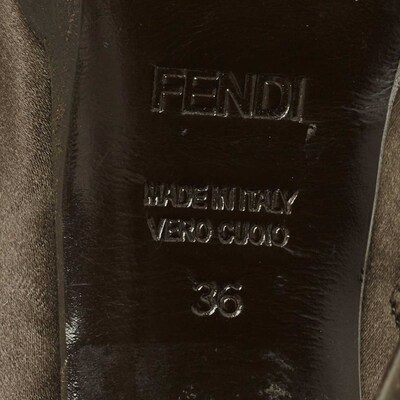 FENDI
MADE IN ITALY
VERO CUOIO
36